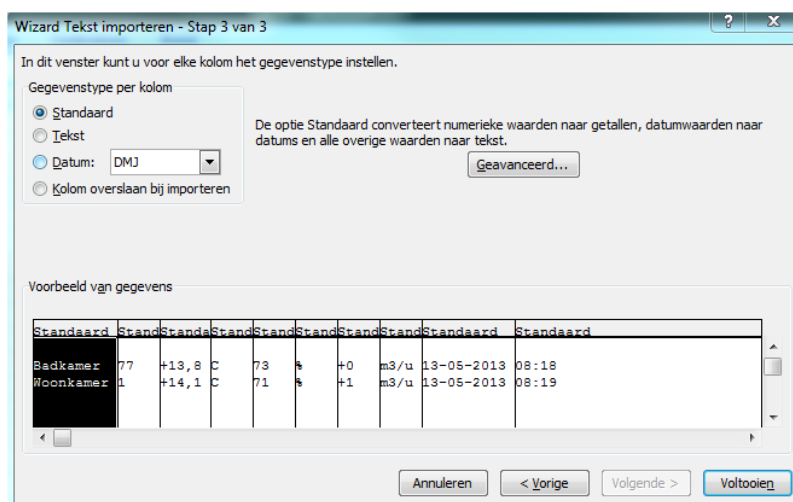 Wizard Tekst importeren - Stap 3 van 3
? X
In dit venster kunt u voor elke kolom het gegevenstype instellen.
Gegevenstype per kolom
Standaard
Tekst
Datum: DMJ
Kolom overslaan bij importeren
De optie Standaard converteert numerieke waarden naar getallen, datumwaarden naar
datums en alle overige waarden naar tekst.
Geavanceerd...
Voorbeeld van gegevens
Standaard Stand Standa Stand Stand Stand Stand Stand Standaard Standaard
Badkamer 77 +13,8 C 73 % +0 m3/u 13-05-2013 08:18
Woonkamer 1 +14,1 C 71 % +1 m3/u 13-05-2013 08:19
Annuleren < Vorige Volgende > Voltooien